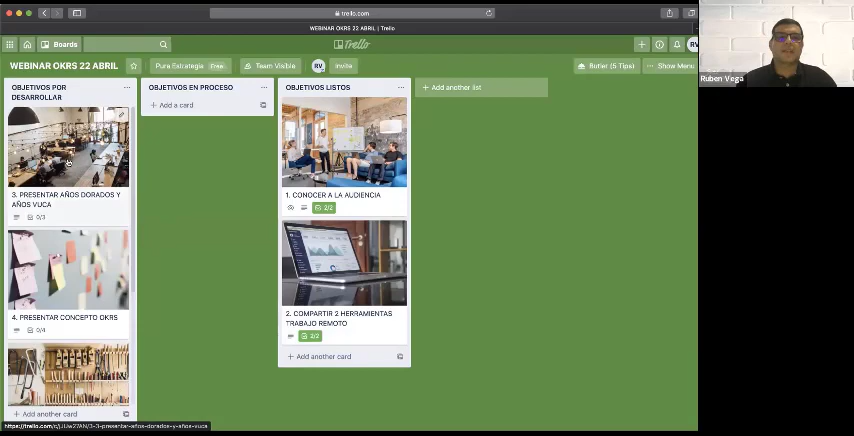 trello.com
WEBINAR OKRS 22 ABRIL | Trello
Boards
Trello
RV
WEBINAR OKRS 22 ABRIL
Pura Estrategia
Free
Team Visible
RV
Invite
Butler (5 Tips)
··· Show Menu
Ruben Vega
OBJETIVOS POR
DESARROLLAR
3. PRESENTAR AÑOS DORADOS Y
AÑOS VUCA
0/3
4. PRESENTAR CONCEPTO OKRS
0/4
+ Add another card
OBJETIVOS EN PROCESO
+ Add a card
OBJETIVOS LISTOS
1. CONOCER A LA AUDIENCIA
2/2
2. COMPARTIR 2 HERRAMIENTAS
TRABAJO REMOTO
2/2
+ Add another card
+ Add another list